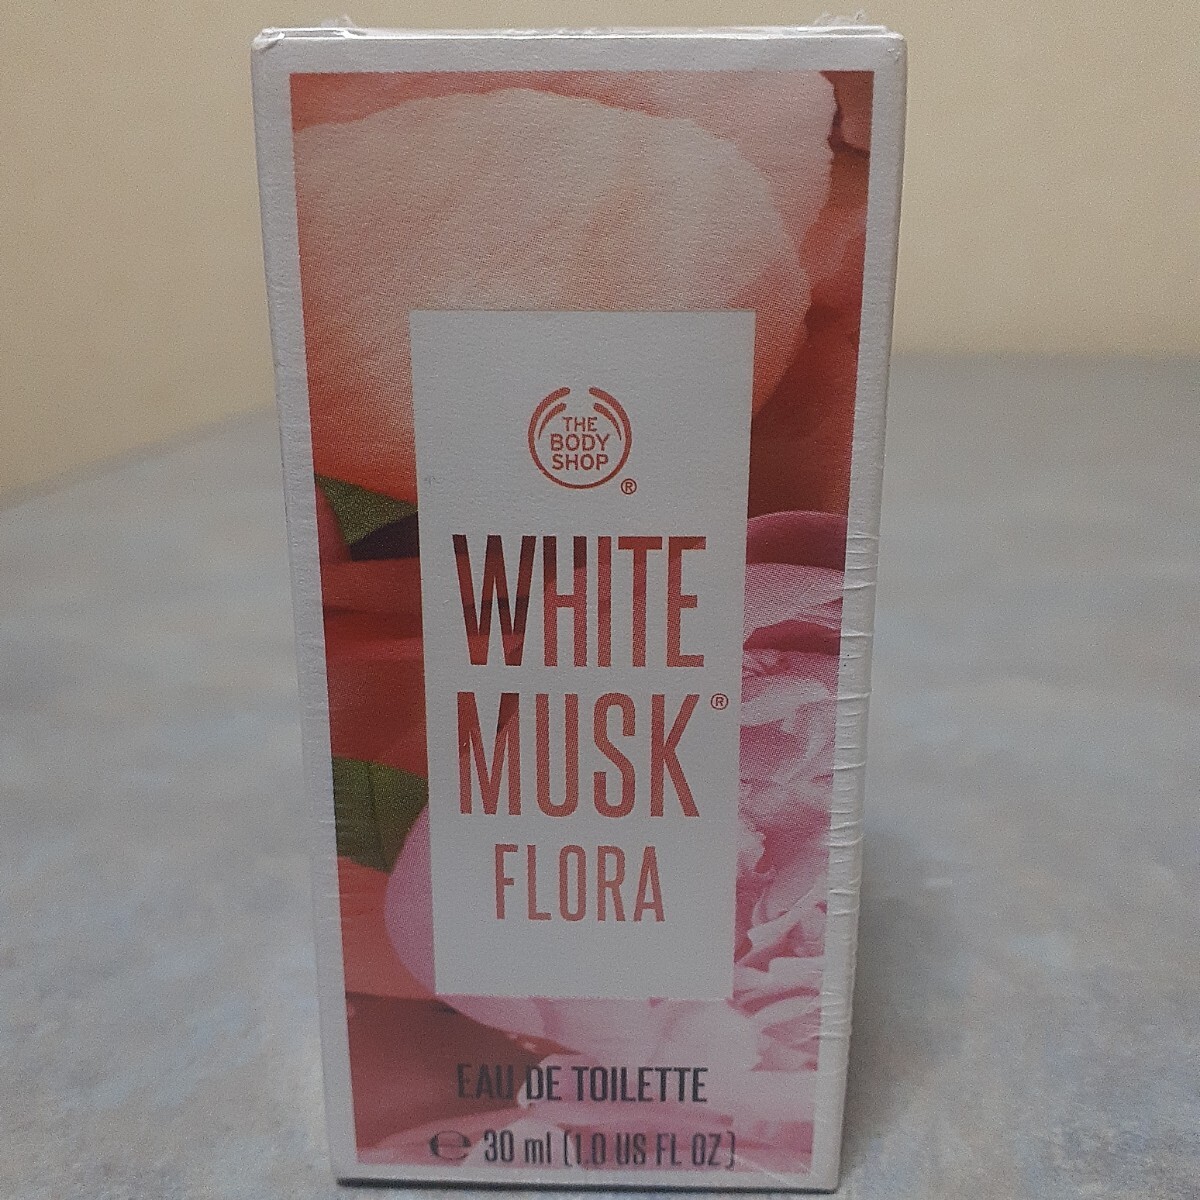 THE
BODY
SHOP
®
WHITE
MUSK®
FLORA
EAU DE TOILETTE
℮ 30 ml (1.0 US FL OZ)